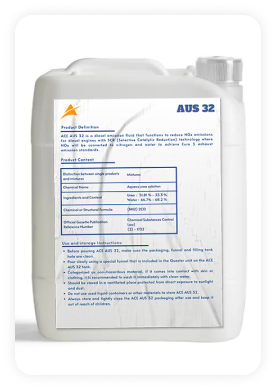 AUS 32
Product Definition
ACE AUS 32 is a diesel emission fluid that functions to reduce NOx emissions
for diesel engines with SCR (Selective Catalytic Reduction) technology where
NOx will be converted to nitrogen and water to achieve Euro 5 exhaust
emission standards.
Product Content
Distinction between single products
and mixtures
Mixtures
Chemical Name
Aqueous urea solution
Ingredients and Content
Urea : 31.8 % - 33.3 %
Water : 66.7% - 68.2 %
Chemical or Structural Formula
(NH2) 2CO
Official Gazette Publication
Reference Number
Chemical Substances Control
Law:
(2) - 1732
Use and storage instructions
• Before pouring ACE AUS 32, make sure the packaging, funnel and filling tank
hole are clean.
• Pour slowly using a special funnel that is included in the Quester unit on the ACE
AUS 32 tank.
• Categorized as non-hazardous material, if it comes into contact with skin or
clothing, it is recommended to wash it immediately with clean water.
• Should be stored in a ventilated place protected from direct exposure to sunlight
and dust.
• Do not use used liquid containers or other materials to store ACE AUS 32.
• Always close and tightly close the ACE AUS 32 packaging after use and keep it
out of reach of children.